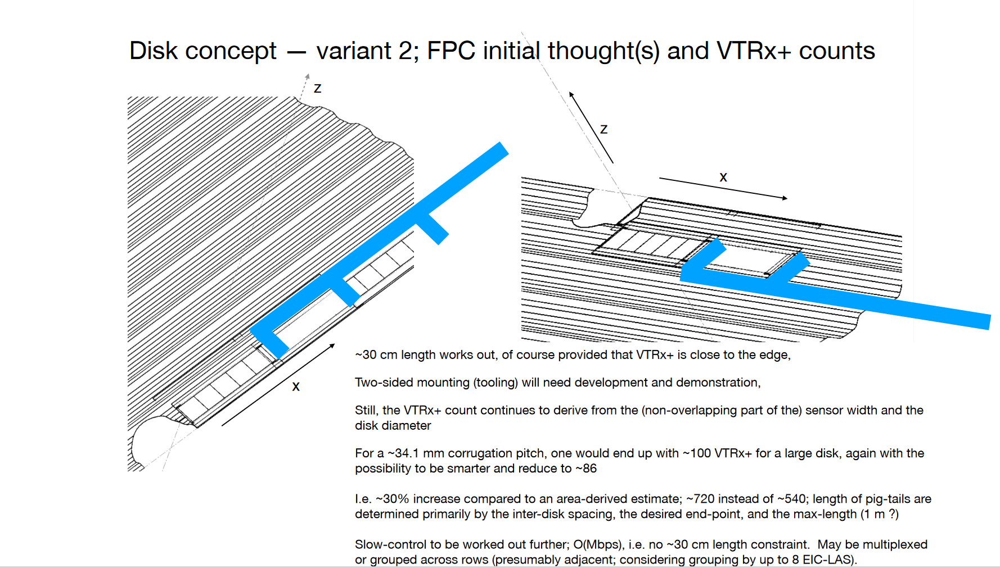 Disk concept — variant 2; FPC initial thought(s) and VTRx+ counts
z
z
x
x
~30 cm length works out, of course provided that VTRx+ is close to the edge,
Two-sided mounting (tooling) will need development and demonstration,
Still, the VTRx+ count continues to derive from the (non-overlapping part of the) sensor width and the
disk diameter
For a ~34.1 mm corrugation pitch, one would end up with ~100 VTRx+ for a large disk, again with the
possibility to be smarter and reduce to ~86
I.e. ~30% increase compared to an area-derived estimate; ~720 instead of ~540; length of pig-tails are
determined primarily by the inter-disk spacing, the desired end-point, and the max-length (1 m ?)
Slow-control to be worked out further; O(Mbps), i.e. no ~30 cm length constraint.  May be multiplexed
or grouped across rows (presumably adjacent; considering grouping by up to 8 EIC-LAS).